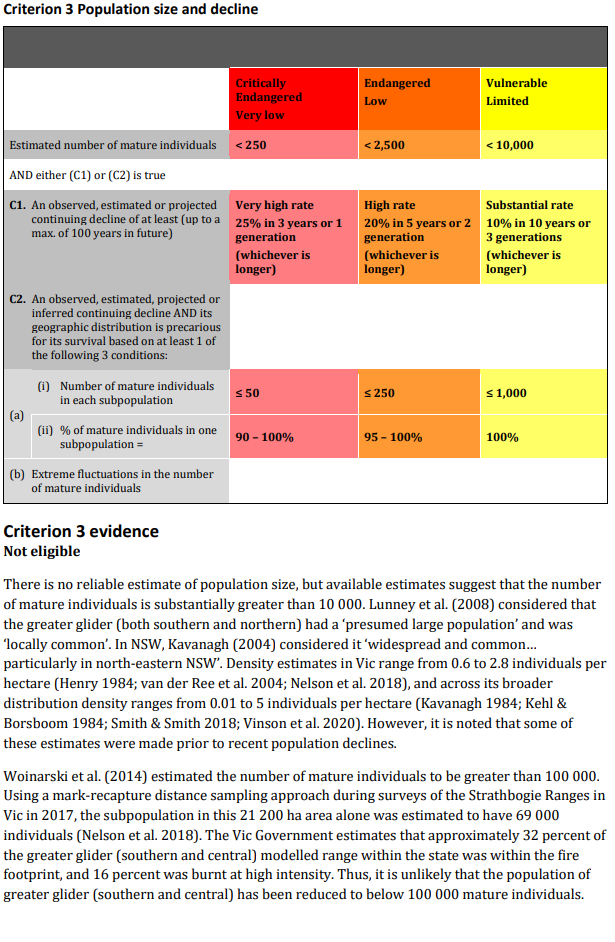 Criterion 3 Population size and decline
Critically
Endangered
Very low
Endangered
Low
Vulnerable
Limited
Estimated number of mature individuals
< 250
< 2,500
< 10,000
AND either (C1) or (C2) is true
C1. An observed, estimated or projected
continuing decline of at least (up to a
max. of 100 years in future)
Very high rate
25% in 3 years or 1
generation
(whichever is
longer)
High rate
20% in 5 years or 2
generation
(whichever is
longer)
Substantial rate
10% in 10 years or
3 generations
(whichever is
longer)
C2. An observed, estimated, projected or
inferred continuing decline AND its
geographic distribution is precarious
for its survival based on at least 1 of
the following 3 conditions:
(a)
(i) Number of mature individuals
in each subpopulation
≤ 50
≤ 250
≤ 1,000
(ii) % of mature individuals in one
subpopulation =
90 – 100%
95 – 100%
100%
(b) Extreme fluctuations in the number
of mature individuals
Criterion 3 evidence
Not eligible
There is no reliable estimate of population size, but available estimates suggest that the number
of mature individuals is substantially greater than 10 000. Lunney et al. (2008) considered that
the greater glider (both southern and northern) had a ‘presumed large population’ and was
‘locally common’. In NSW, Kavanagh (2004) considered it ‘widespread and common…
particularly in north-eastern NSW’. Density estimates in Vic range from 0.6 to 2.8 individuals per
hectare (Henry 1984; van der Ree et al. 2004; Nelson et al. 2018), and across its broader
distribution density ranges from 0.01 to 5 individuals per hectare (Kavanagh 1984; Kehl &
Borsboom 1984; Smith & Smith 2018; Vinson et al. 2020). However, it is noted that some of
these estimates were made prior to recent population declines.
Woinarski et al. (2014) estimated the number of mature individuals to be greater than 100 000.
Using a mark-recapture distance sampling approach during surveys of the Strathbogie Ranges in
Vic in 2017, the subpopulation in this 21 200 ha area alone was estimated to have 69 000
individuals (Nelson et al. 2018). The Vic Government estimates that approximately 32 percent of
the greater glider (southern and central) modelled range within the state was within the fire
footprint, and 16 percent was burnt at high intensity. Thus, it is unlikely that the population of
greater glider (southern and central) has been reduced to below 100 000 mature individuals.